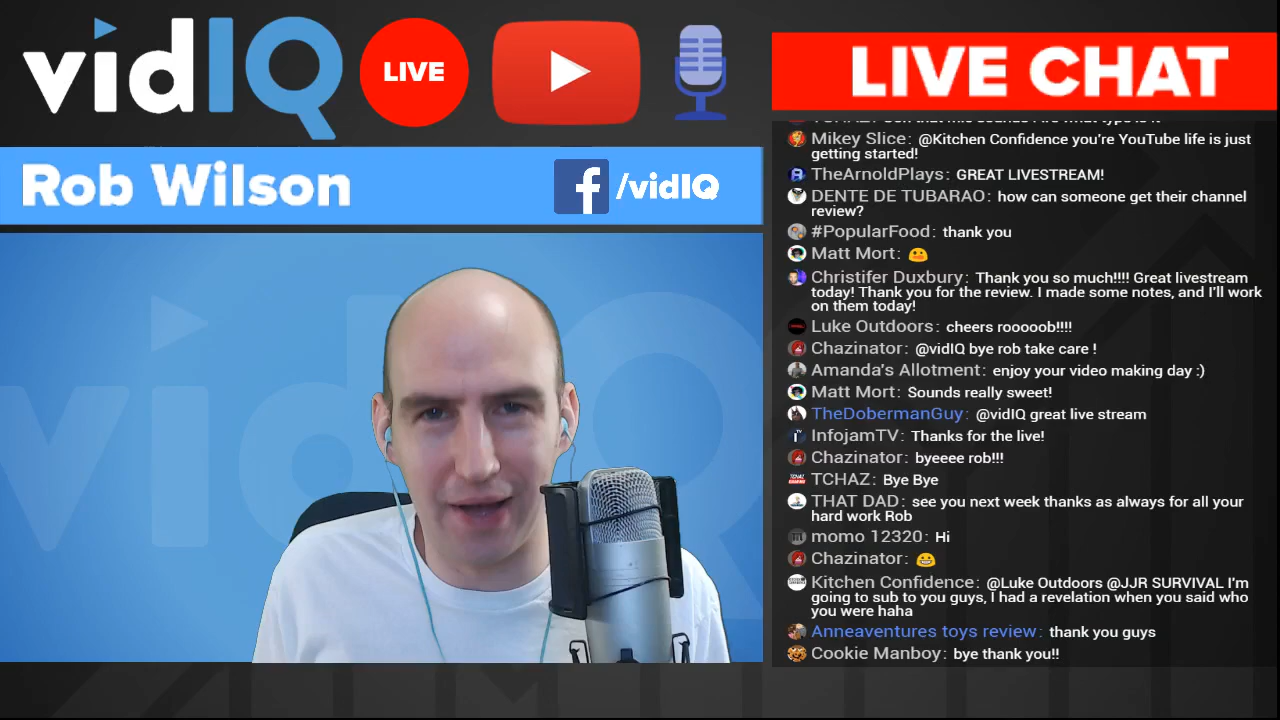 vidIQ
LIVE
Rob Wilson
f /vidIQ
LIVE CHAT
Mikey Slice: @Kitchen Confidence you're YouTube life is just
getting started!
TheArnoldPlays: GREAT LIVESTREAM!
DENTE DE TUBARAO: how can someone get their channel
review?
#PopularFood: thank you
Matt Mort:
Christifer Duxbury: Thank you so much!!!! Great livestream
today! Thank you for the review. I made some notes, and I'll work
on them today!
Luke Outdoors: cheers rooooob!!!!
Chazinator: @vidIQ bye rob take care !
Amanda's Allotment: enjoy your video making day :)
Matt Mort: Sounds really sweet!
TheDobermanGuy: @vidIQ great live stream
InfojamTV: Thanks for the live!
Chazinator: byeeee rob!!!
TCHAZ: Bye Bye
THAT DAD: see you next week thanks as always for all your
hard work Rob
momo 12320: Hi
Chazinator:
Kitchen Confidence: @Luke Outdoors @JJR SURVIVAL I'm
going to sub to you guys, I had a revelation when you said who
you were haha
Anneaventures toys review: thank you guys
Cookie Manboy: bye thank you!!